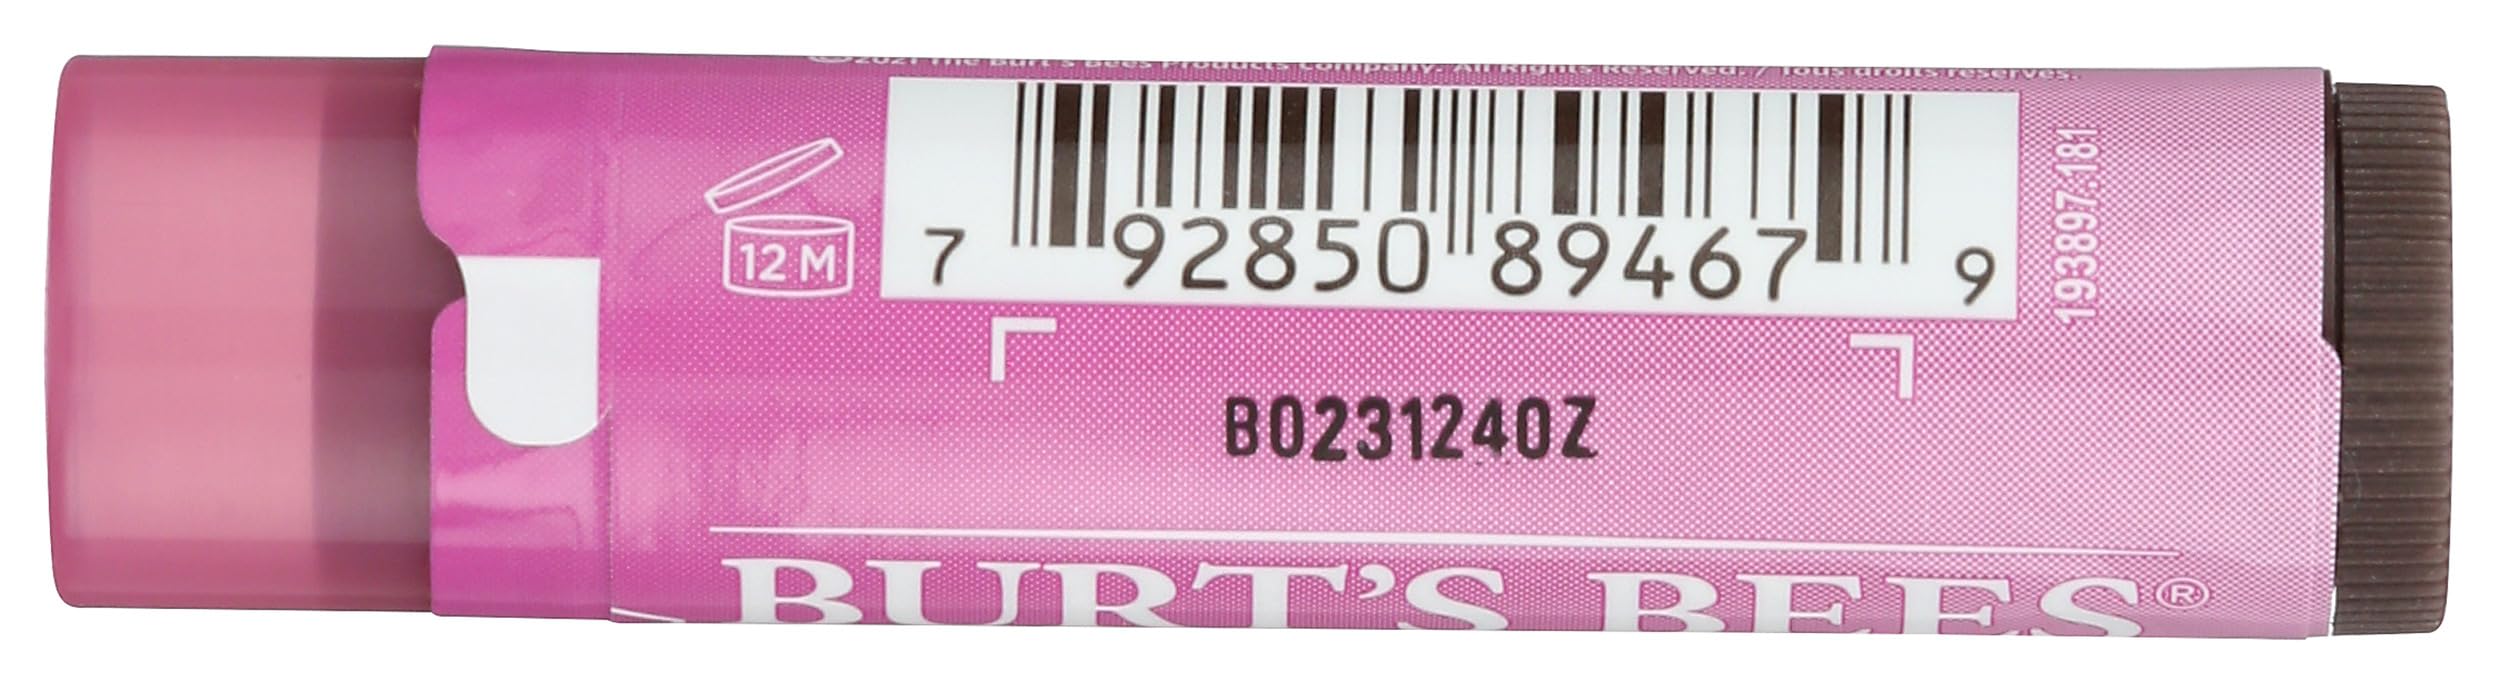 ©2021 The Burt's Bees Products Company. All Rights Reserved. / Tous droits réservés.
12 M
7 92850 89467 9
19387.181
B0231240Z
BURT'S BEES®